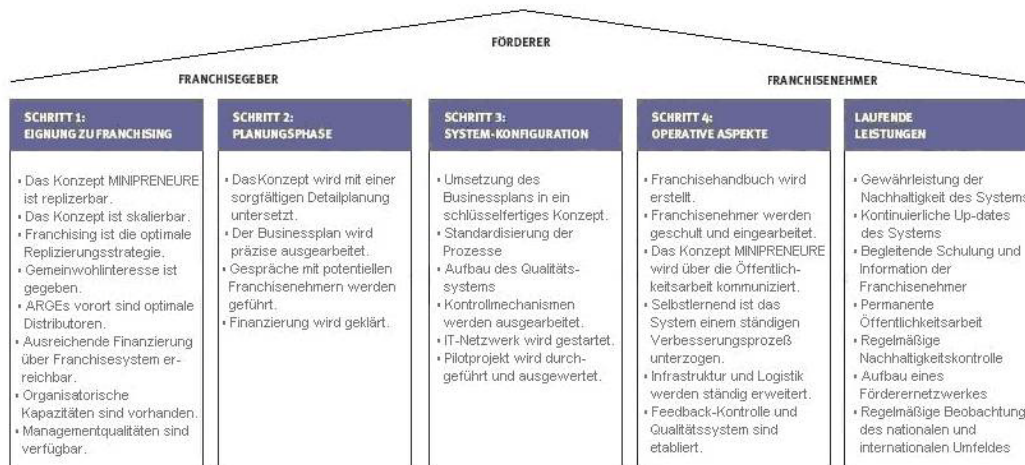 FÖRDERER
FRANCHISEGEBER
FRANCHISENEHMER
SCHRITT 1:
EIGNUNG ZU FRANCHISING
▪ Das Konzept MINIPRENEURE
ist replizerbar.
▪ Das Konzept ist skalierbar.
▪ Franchising ist die optimale
Replizierungsstrategie.
▪ Gemeinwohlinteresse ist
gegeben.
▪ ARGEs vorort sind optimale
Distributoren.
▪ Ausreichende Finanzierung
über Franchisesystem er-
reichbar.
▪ Organisatorische
Kapazitäten sind vorhanden.
▪ Managementqualitäten sind
verfügbar.
SCHRITT 2:
PLANUNGSPHASE
▪ Das Konzept wird mit einer
sorgfältigen Detailplanung
untersetzt.
▪ Der Businessplan wird
präzise ausgearbeitet.
▪ Gespräche mit potentiellen
Franchisenehmern werden
geführt.
▪ Finanzierung wird geklärt.
SCHRITT 3:
SYSTEM-KONFIGURATION
▪ Umsetzung des
Businessplans in ein
schlüsselfertiges Konzept.
▪ Standardisierung der
Prozesse
▪ Aufbau des Qualitäts-
systems
▪ Kontrollmechanismen
werden ausgearbeitet.
▪ IT-Netzwerk wird gestartet.
▪ Pilotprojekt wird durch-
geführt und ausgewertet.
SCHRITT 4:
OPERATIVE ASPEKTE
▪ Franchisehandbuch wird
erstellt.
▪ Franchisenehmer werden
geschult und eingearbeitet.
▪ Das Konzept MINIPRENEURE
wird über die Öffentlich-
keitsarbeit kommuniziert.
▪ Selbstlernend ist das
System einem ständigen
Verbesserungsprozeß
unterzogen.
▪ Infrastruktur und Logistik
werden ständig erweitert.
▪ Feedback-Kontrolle und
Qualitätssystem sind
etabliert.
LAUFENDE
LEISTUNGEN
▪ Gewährleistung der
Nachhaltigkeit des Systems
▪ Kontinuierliche Up-dates
des Systems
▪ Begleitende Schulung und
Information der
Franchisenehmer
▪ Permanente
Öffentlichkeitsarbeit
▪ Regelmäßige
Nachhaltigkeitskontrolle
▪ Aufbau eines
Förderernetzwerkes
▪ Regelmäßige Beobachtung
des nationalen und
internationalen Umfeldes